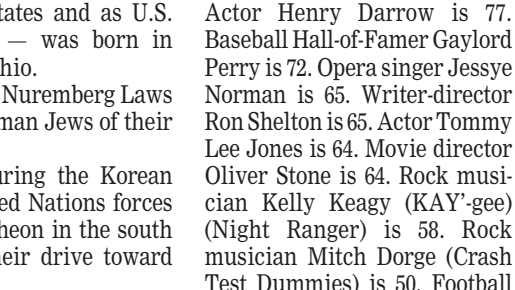 tates and as U.S.
— was born in
hio.
Nuremberg Laws
man Jews of their
uring the Korean
ed Nations forces
heon in the south
eir drive toward
Actor Henry Darrow is 77.
Baseball Hall-of-Famer Gaylord
Perry is 72. Opera singer Jessye
Norman is 65. Writer-director
Ron Shelton is 65. Actor Tommy
Lee Jones is 64. Movie director
Oliver Stone is 64. Rock musi-
cian Kelly Keagy (KAY'-gee)
(Night Ranger) is 58. Rock
musician Mitch Dorge (Crash
Test Dummies) is 50. Football